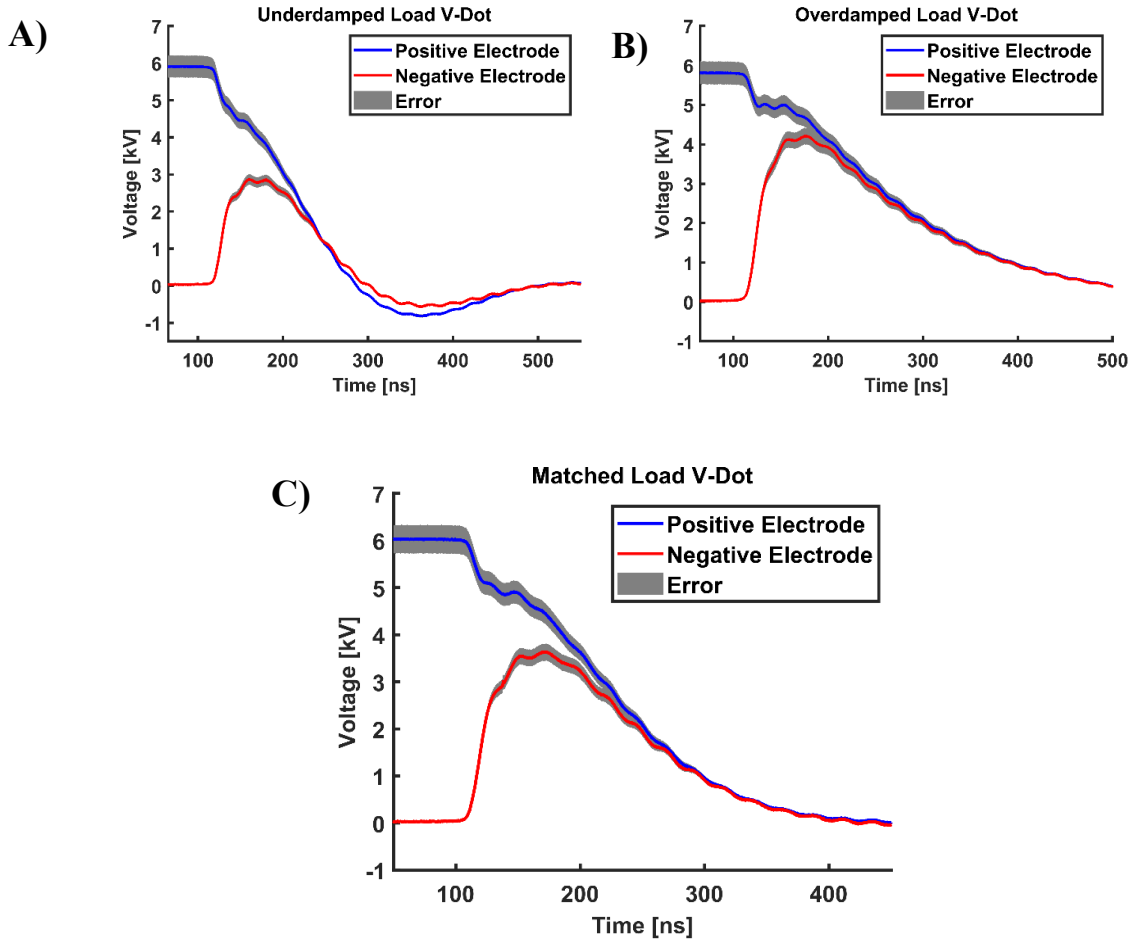 A)
Underdamped Load V-Dot
7
6
5
4
3
2
1
0
-1
Voltage [kV]
Positive Electrode
Negative Electrode
Error
100 200 300 400 500
Time [ns]
B)
Overdamped Load V-Dot
7
6
5
4
3
2
1
0
-1
Voltage [kV]
Positive Electrode
Negative Electrode
Error
100 200 300 400 500
Time [ns]
C)
Matched Load V-Dot
7
6
5
4
3
2
1
0
-1
Voltage [kV]
Positive Electrode
Negative Electrode
Error
100 200 300 400
Time [ns]